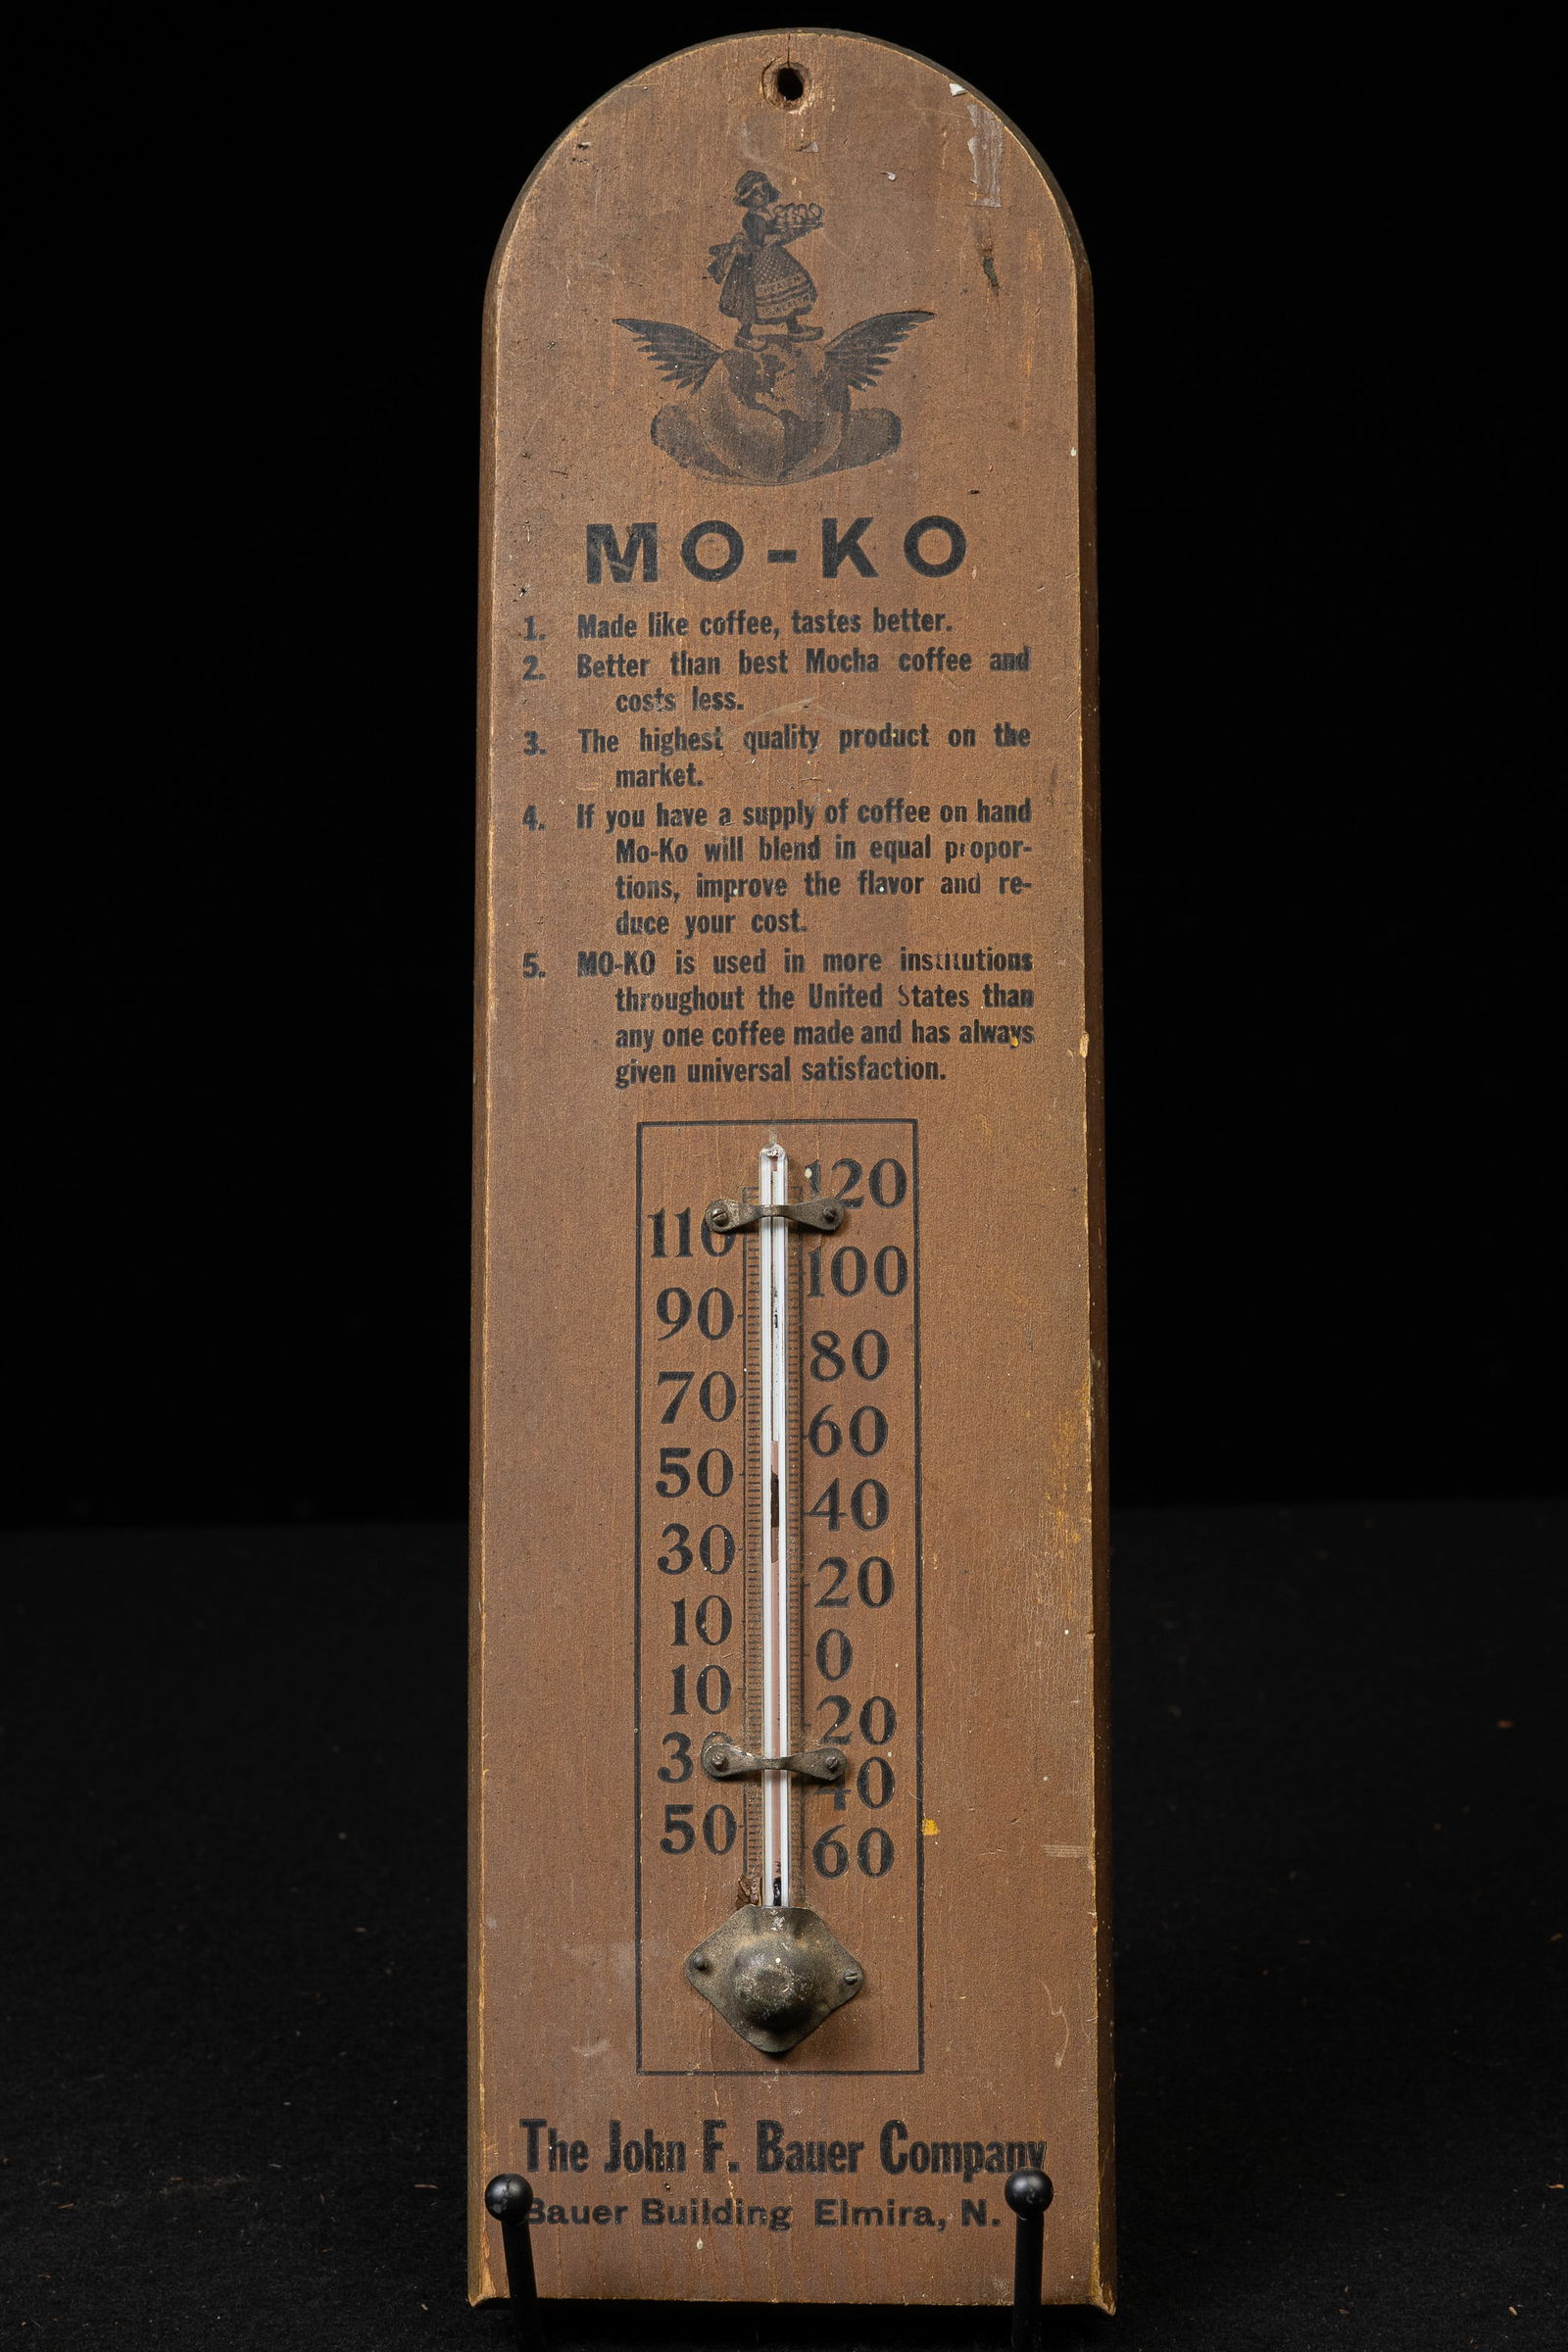 MO-KO
1. Made like coffee, tastes better.
2. Better than best Mocha coffee and
costs less.
3. The highest quality product on the
market.
4. If you have a supply of coffee on hand
Mo-Ko will blend in equal propor-
tions, improve the flavor and re-
duce your cost.
5. MO-KO is used in more institutions
throughout the United States than
any one coffee made and has always
given universal satisfaction.
120
110
100
90
80
70
60
50
40
30
20
10
0
10
20
30
40
50
60
The John F. Bauer Company
Bauer Building Elmira, N.